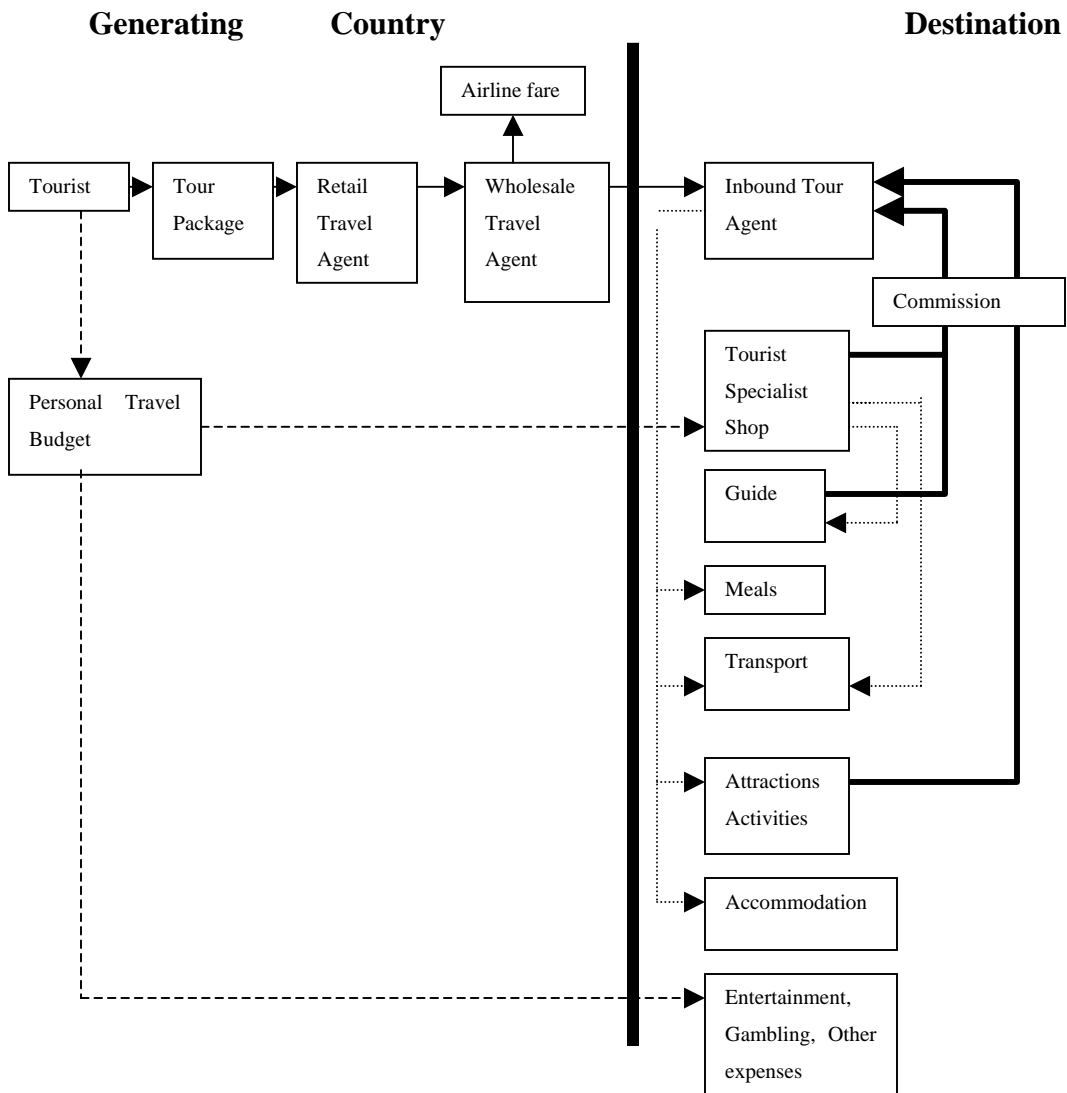 Generating Country Destination
Airline fare
Tourist
Tour
Package
Retail
Travel
Agent
Wholesale
Travel
Agent
Inbound Tour
Agent
Commission
Tourist
Specialist
Shop
Personal Travel
Budget
Guide
Meals
Transport
Attractions
Activities
Accommodation
Entertainment,
Gambling, Other
expenses